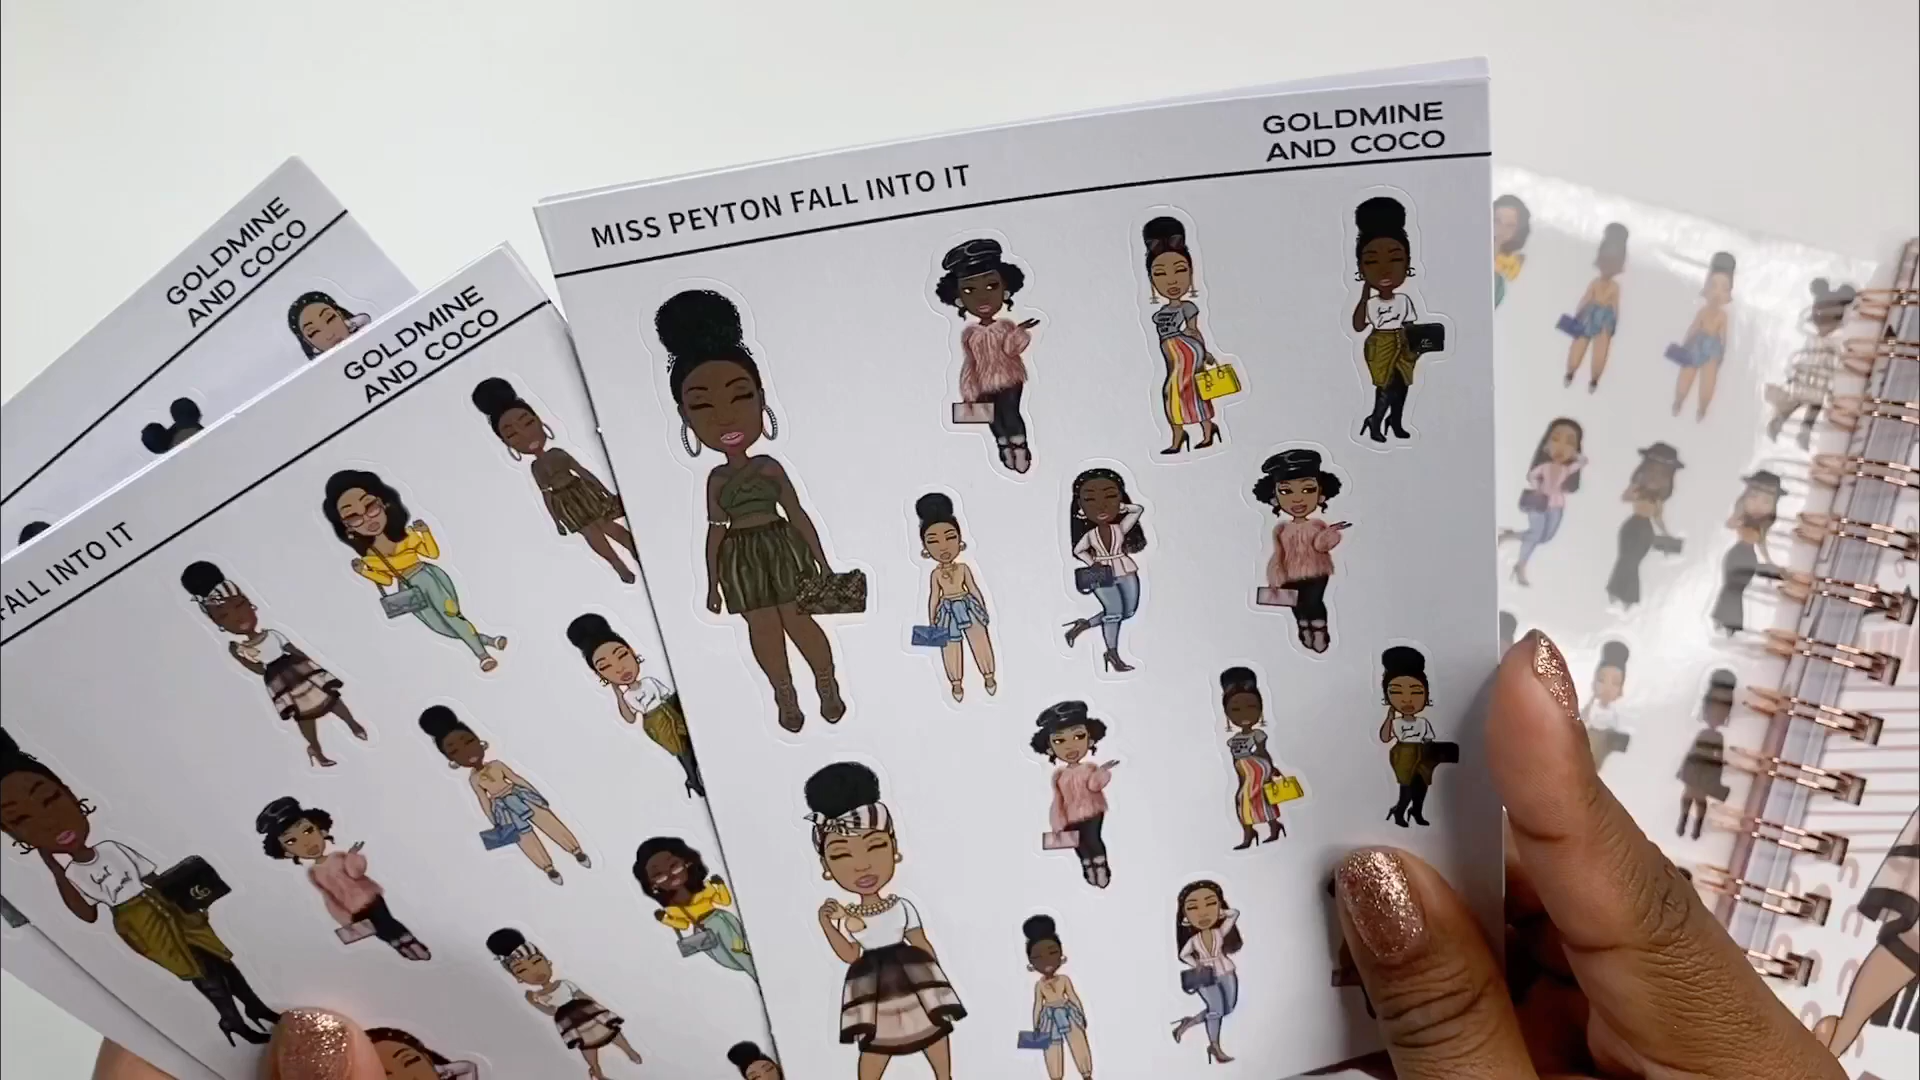 GOLDMINE
AND COCO
GOLDMINE
AND COCO
FALL INTO IT
MISS PEYTON FALL INTO IT
GOLDMINE
AND COCO